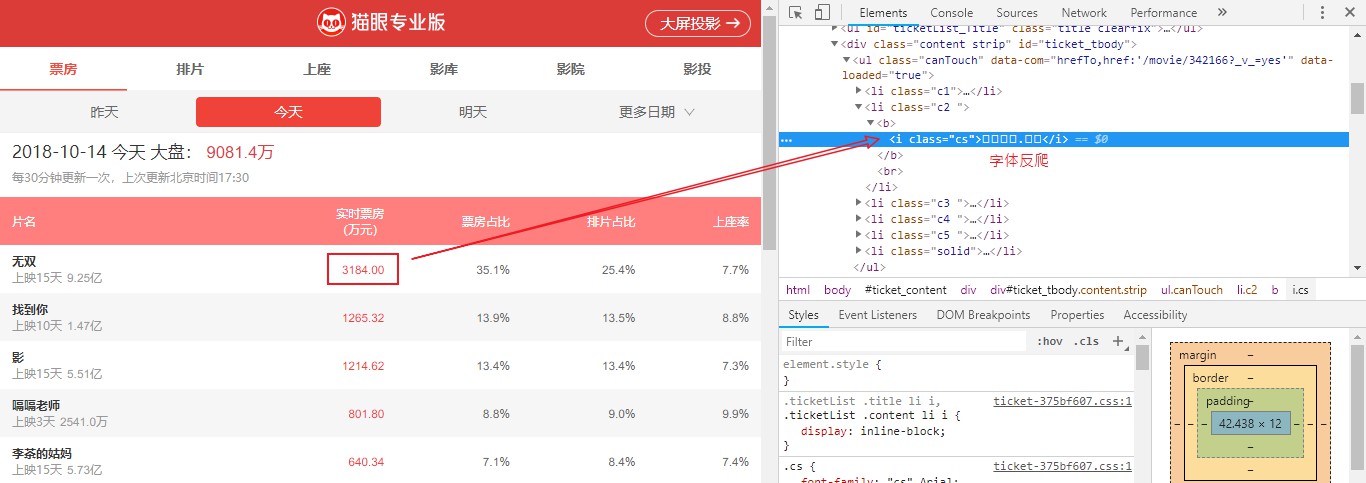 猫眼专业版
大屏投影 →
票房 排片 上座 影库 影院 影投
昨天 今天 明天 更多日期
2018-10-14 今天 大盘： 9081.4万
每30分钟更新一次，上次更新北京时间17:30
片名 实时票房 票房占比 排片占比 上座率
(万元)
无双 3184.00 35.1% 25.4% 7.7%
上映15天 9.25亿
找到你 1265.32 13.9% 13.5% 8.8%
上映10天 1.47亿
影 1214.62 13.4% 13.4% 7.3%
上映15天 5.51亿
嗝嗝老师 801.80 8.8% 9.0% 9.9%
上映3天 2541.0万
李茶的姑妈 640.34 7.1% 8.4% 7.4%
上映15天 5.73亿
Elements Console Sources Network Performance »
<ul id="ticketList_Title" class="title clearfix">…</ul>
<div class="content strip" id="ticket_tbody">
<ul class="canTouch" data-com="hrefTo,href:'/movie/342166?_v_=yes'" data-
loaded="true">
<li class="c1">…</li>
<li class="c2 ">
<b>
… <i class="cs">□□□□.□□</i> == $0
</b>
字体反爬
<br>
</li>
<li class="c3 ">…</li>
<li class="c4 ">…</li>
<li class="c5 ">…</li>
<li class="solid">…</li>
</ul>
html body #ticket_content div div#ticket_tbody.content.strip ul.canTouch li.c2 b i.cs
Styles Event Listeners DOM Breakpoints Properties Accessibility
Filter :hov .cls +
element.style {
}
.ticketList .title li i, ticket-375bf607.css:1
.ticketList .content li i {
display: inline-block;
}
.cs { ticket-375bf607.css:1
font-family: "cs",Arial;
margin –
border –
padding–
– – – 42.438 × 12 – – –
–
–